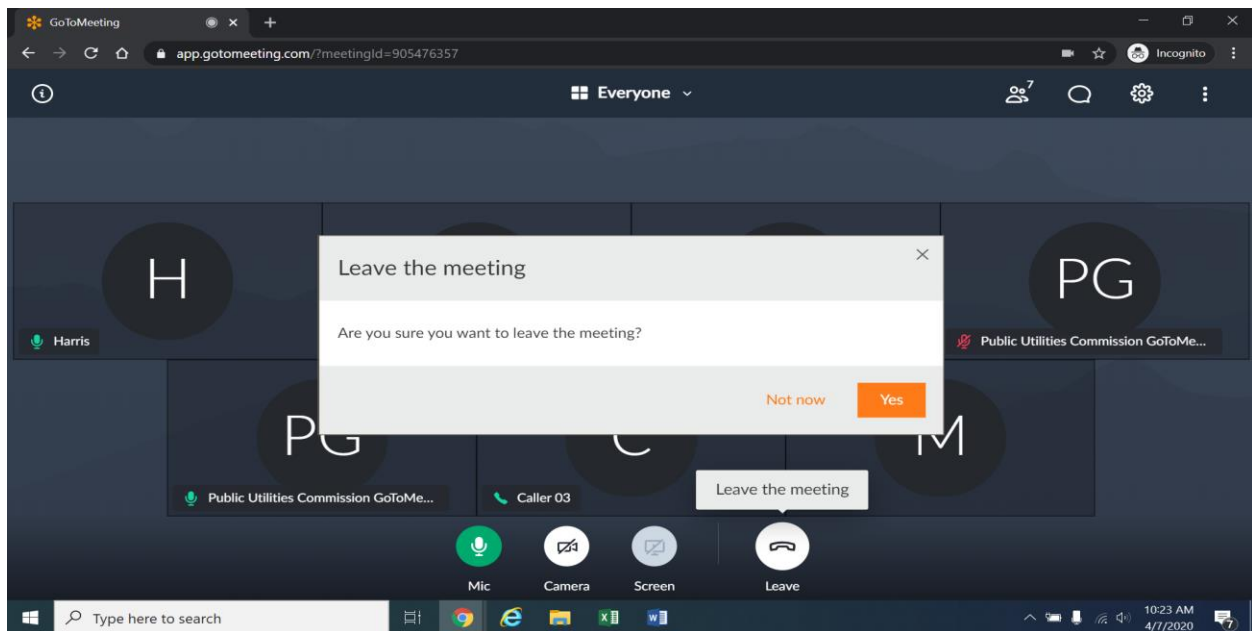 GoToMeeting
app.gotomeeting.com/?meetingId=905476357
Incognito
Everyone
7
H
PG
Leave the meeting
Are you sure you want to leave the meeting?
Not now
Yes
Harris
Public Utilities Commission GoToMe...
PG
C
M
Public Utilities Commission GoToMe...
Caller 03
Leave the meeting
Mic
Camera
Screen
Leave
Type here to search
10:23 AM
4/7/2020
7